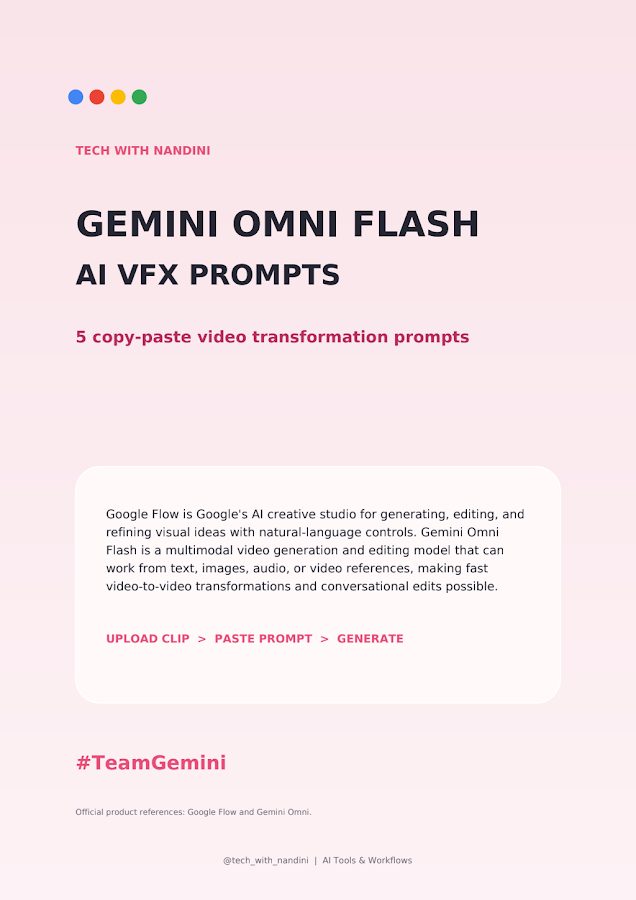 TECH WITH NANDINI
GEMINI OMNI FLASH
AI VFX PROMPTS
5 copy-paste video transformation prompts
Google Flow is Google's AI creative studio for generating, editing, and
refining visual ideas with natural-language controls. Gemini Omni
Flash is a multimodal video generation and editing model that can
work from text, images, audio, or video references, making fast
video-to-video transformations and conversational edits possible.
UPLOAD CLIP > PASTE PROMPT > GENERATE
#TeamGemini
Official product references: Google Flow and Gemini Omni.
@tech_with_nandini | AI Tools & Workflows